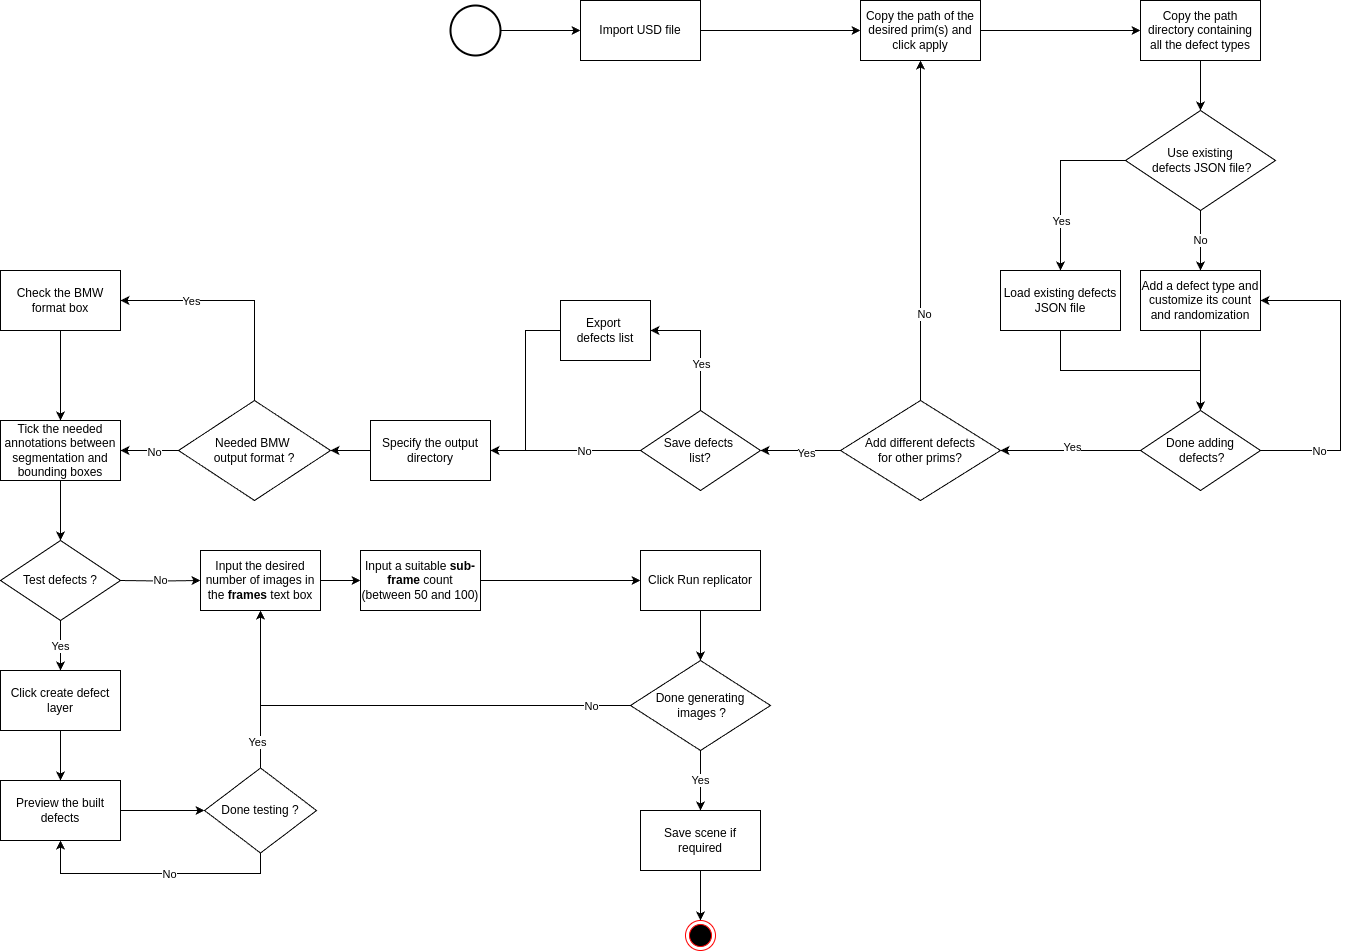 Import USD file
Copy the path of the
desired prim(s) and
click apply
Copy the path
directory containing
all the defect types
Use existing
defects JSON file?
Yes
No
Load existing defects
JSON file
Add a defect type and
customize its count
and randomization
Done adding
defects?
No
Yes
Add different defects
for other prims?
No
Yes
Save defects
list?
Yes
No
Export
defects list
Specify the output
directory
Needed BMW
output format ?
Yes
No
Check the BMW
format box
Tick the needed
annotations between
segmentation and
bounding boxes
Test defects ?
No
Yes
Click create defect
layer
Preview the built
defects
Done testing ?
No
Yes
Input the desired
number of images in
the frames text box
Input a suitable sub-
frame count
(between 50 and 100)
Click Run replicator
Done generating
images ?
No
Yes
Save scene if
required